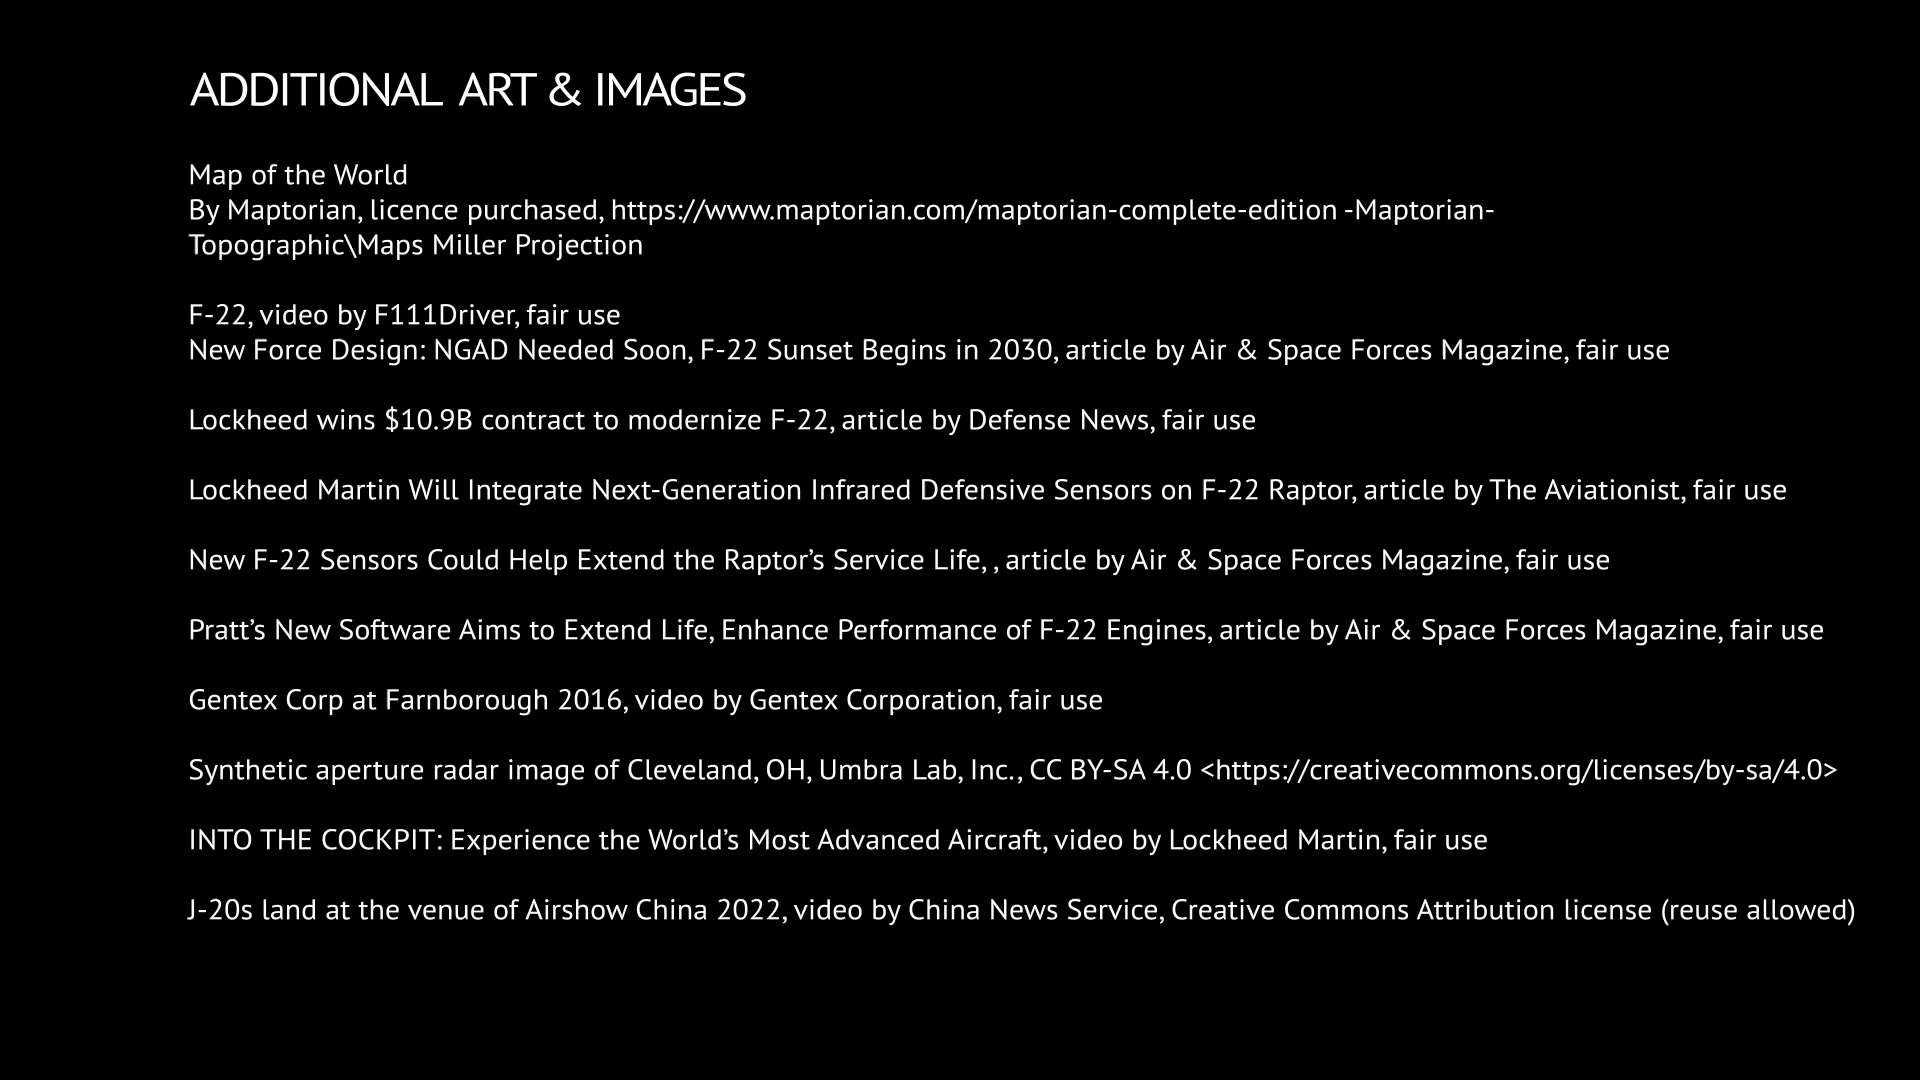 ADDITIONAL ART & IMAGES
Map of the World
By Maptorian, licence purchased, https://www.maptorian.com/maptorian-complete-edition -Maptorian-
Topographic\Maps Miller Projection
F-22, video by F111Driver, fair use
New Force Design: NGAD Needed Soon, F-22 Sunset Begins in 2030, article by Air & Space Forces Magazine, fair use
Lockheed wins $10.9B contract to modernize F-22, article by Defense News, fair use
Lockheed Martin Will Integrate Next-Generation Infrared Defensive Sensors on F-22 Raptor, article by The Aviationist, fair use
New F-22 Sensors Could Help Extend the Raptor’s Service Life, , article by Air & Space Forces Magazine, fair use
Pratt’s New Software Aims to Extend Life, Enhance Performance of F-22 Engines, article by Air & Space Forces Magazine, fair use
Gentex Corp at Farnborough 2016, video by Gentex Corporation, fair use
Synthetic aperture radar image of Cleveland, OH, Umbra Lab, Inc., CC BY-SA 4.0 <https://creativecommons.org/licenses/by-sa/4.0>
INTO THE COCKPIT: Experience the World’s Most Advanced Aircraft, video by Lockheed Martin, fair use
J-20s land at the venue of Airshow China 2022, video by China News Service, Creative Commons Attribution license (reuse allowed)